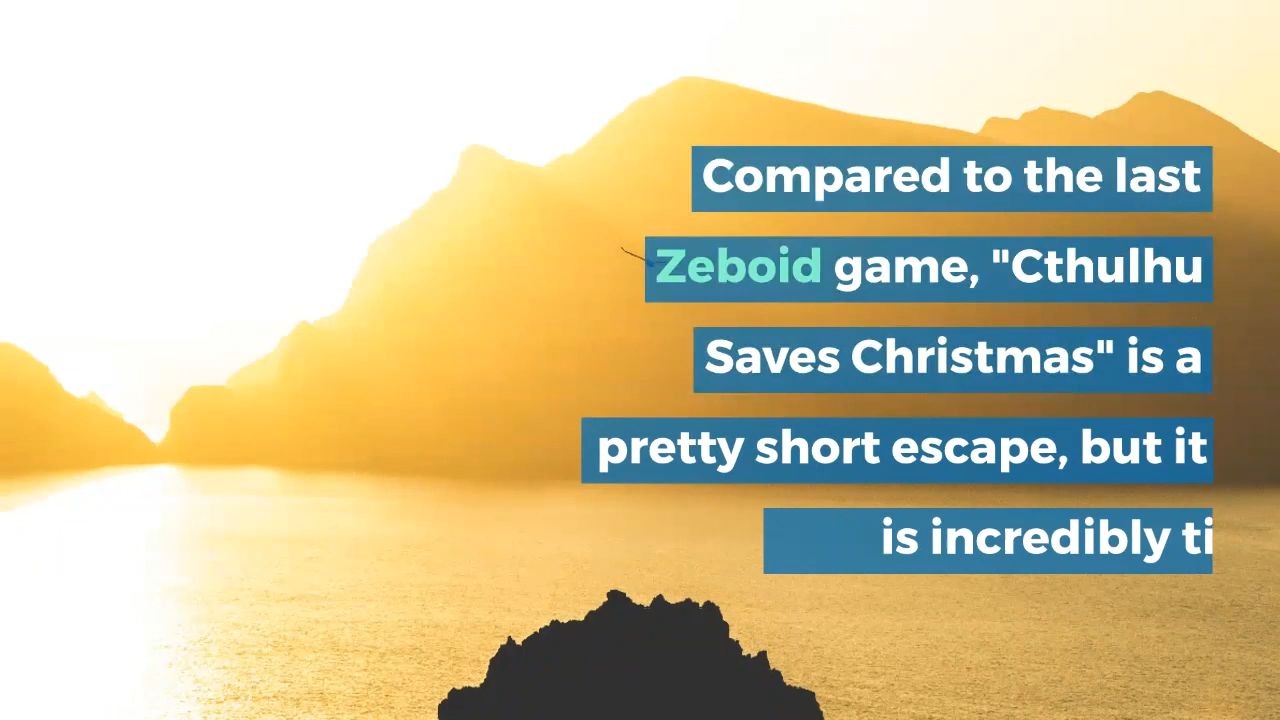 Compared to the last
Zeboid game, "Cthulhu
Saves Christmas" is a
pretty short escape, but it
is incredibly